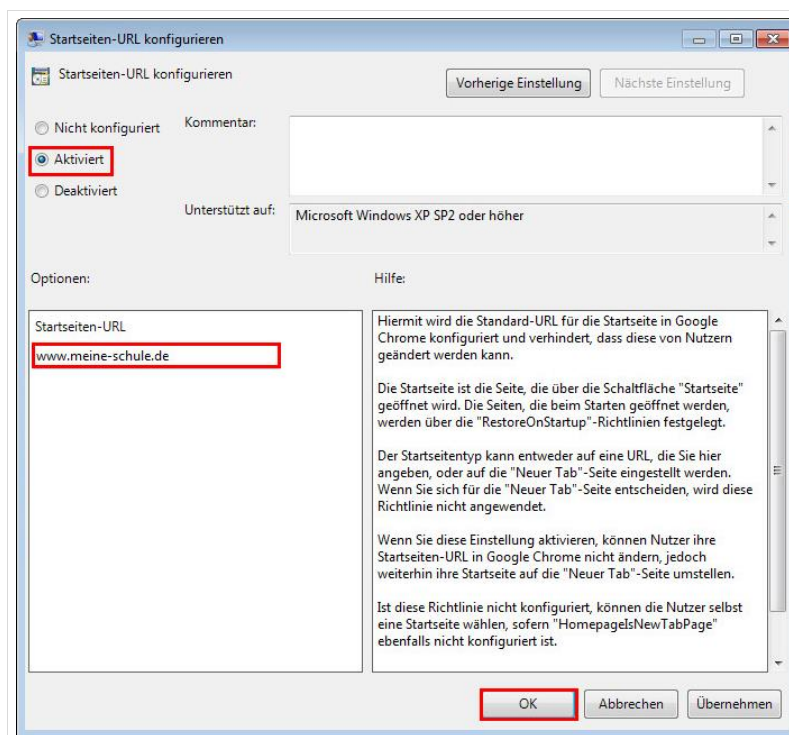 Startseiten-URL konfigurieren
Startseiten-URL konfigurieren
Vorherige Einstellung
Nächste Einstellung
Nicht konfiguriert
Kommentar:
Aktiviert
Deaktiviert
Unterstützt auf:
Microsoft Windows XP SP2 oder höher
Optionen:
Hilfe:
Startseiten-URL
www.meine-schule.de
Hiermit wird die Standard-URL für die Startseite in Google
Chrome konfiguriert und verhindert, dass diese von Nutzern
geändert werden kann.
Die Startseite ist die Seite, die über die Schaltfläche "Startseite"
geöffnet wird. Die Seiten, die beim Starten geöffnet werden,
werden über die "RestoreOnStartup"-Richtlinien festgelegt.
Der Startseitentyp kann entweder auf eine URL, die Sie hier
angeben, oder auf die "Neuer Tab"-Seite eingestellt werden.
Wenn Sie sich für die "Neuer Tab"-Seite entscheiden, wird diese
Richtlinie nicht angewendet.
Wenn Sie diese Einstellung aktivieren, können Nutzer ihre
Startseiten-URL in Google Chrome nicht ändern, jedoch
weiterhin ihre Startseite auf die "Neuer Tab"-Seite umstellen.
Ist diese Richtlinie nicht konfiguriert, können die Nutzer selbst
eine Startseite wählen, sofern "HomepageIsNewTabPage"
ebenfalls nicht konfiguriert ist.
OK
Abbrechen
Übernehmen